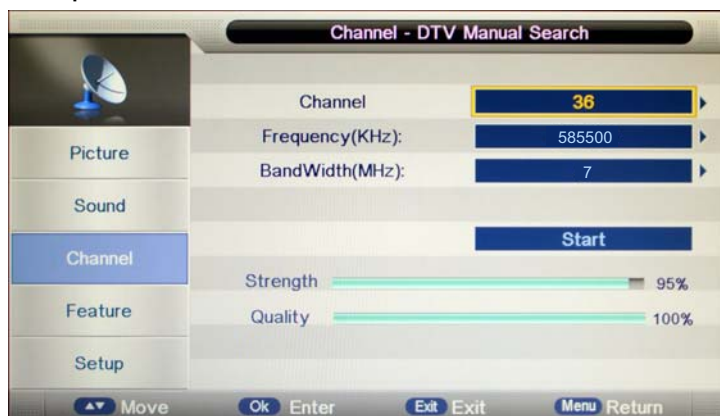 Channel - DTV Manual Search
Channel 36
Frequency(KHz): 585500
BandWidth(MHz): 7
Start
Strength 95%
Quality 100%
Picture
Sound
Channel
Feature
Setup
Move Ok Enter Exit Exit Menu Return